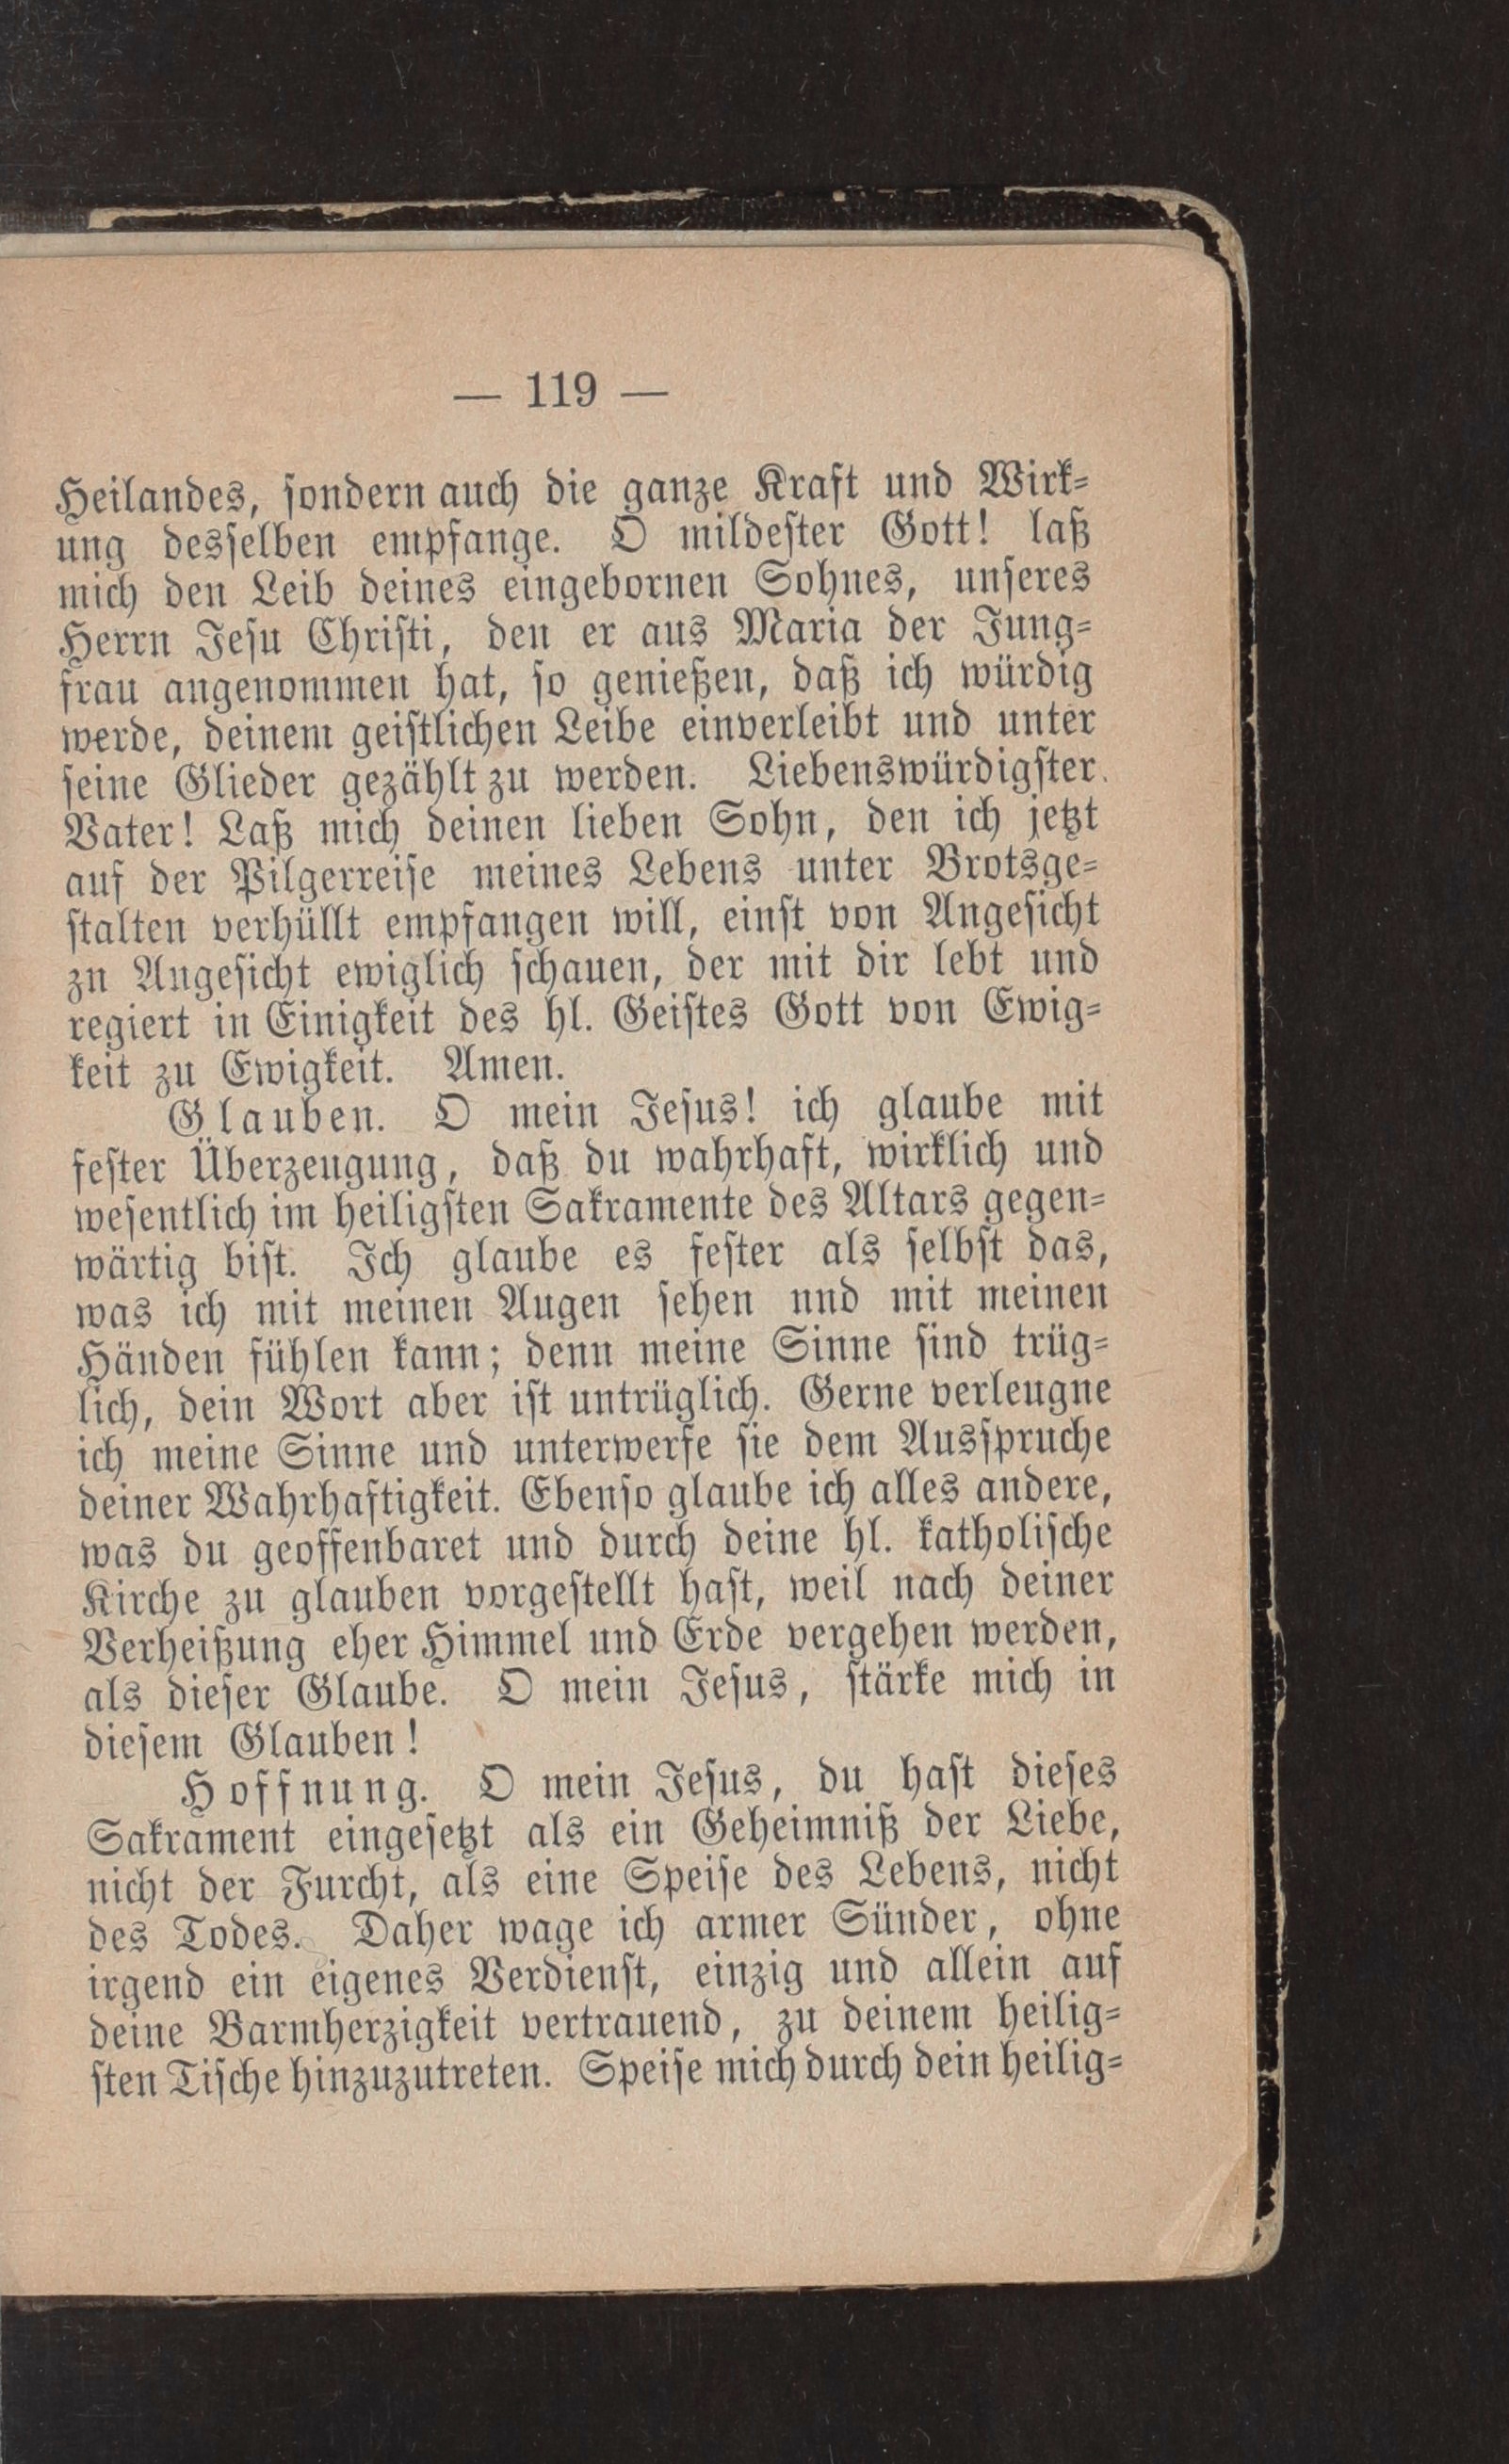 — 119 —
Heilandes, sondern auch die ganze Kraft und Wirk-
ung desselben empfange. O mildester Gott! laß
mich den Leib deines eingebornen Sohnes, unseres
Herrn Jesu Christi, den er aus Maria der Jung-
frau angenommen hat, so genießen, daß ich würdig
werde, deinem geistlichen Leibe einverleibt und unter
seine Glieder gezählt zu werden. Liebenswürdigster
Vater! Laß mich deinen lieben Sohn, den ich jetzt
auf der Pilgerreise meines Lebens unter Brotsge-
stalten verhüllt empfangen will, einst von Angesicht
zu Angesicht ewiglich schauen, der mit dir lebt und
regiert in Einigkeit des hl. Geistes Gott von Ewig-
keit zu Ewigkeit. Amen.
Glauben. O mein Jesus! ich glaube mit
fester Überzeugung, daß du wahrhaft, wirklich und
wesentlich im heiligsten Sakramente des Altars gegen-
wärtig bist. Ich glaube es fester als selbst das,
was ich mit meinen Augen sehen und mit meinen
Händen fühlen kann; denn meine Sinne sind trüg-
lich, dein Wort aber ist untrüglich. Gerne verleugne
ich meine Sinne und unterwerfe sie dem Ausspruche
deiner Wahrhaftigkeit. Ebenso glaube ich alles andere,
was du geoffenbaret und durch deine hl. katholische
Kirche zu glauben vorgestellt hast, weil nach deiner
Verheißung eher Himmel und Erde vergehen werden,
als dieser Glaube. O mein Jesus, stärke mich in
diesem Glauben!
Hoffnung. O mein Jesus, du hast dieses
Sakrament eingesetzt als ein Geheimniß der Liebe,
nicht der Furcht, als eine Speise des Lebens, nicht
des Todes. Daher wage ich armer Sünder, ohne
irgend ein eigenes Verdienst, einzig und allein auf
deine Barmherzigkeit vertrauend, zu deinem heilig-
sten Tische hinzuzutreten. Speise mich durch dein heilig-